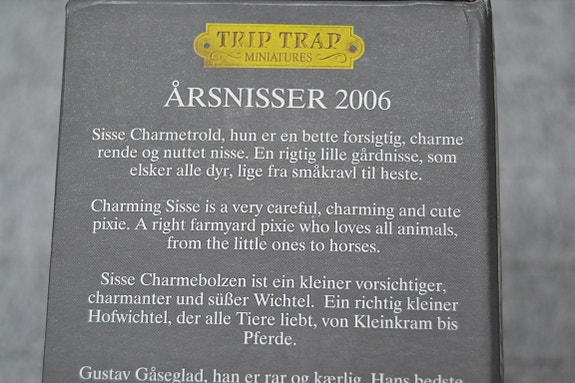 TRIP TRAP
MINIATURES
ÅRSNISSER 2006
Sisse Charmetrold, hun er en bette forsigtig, charme
rende og nuttet nisse. En rigtig lille gårdnisse, som
elsker alle dyr, lige fra småkravl til heste.
Charming Sisse is a very careful, charming and cute
pixie. A right farmyard pixie who loves all animals,
from the little ones to horses.
Sisse Charmebolzen ist ein kleiner vorsichtiger,
charmanter und süßer Wichtel. Ein richtig kleiner
Hofwichtel, der alle Tiere liebt, von Kleinkram bis
Pferde.
Gustav Gåseglad, han er rar og kærlig. Hans bedste